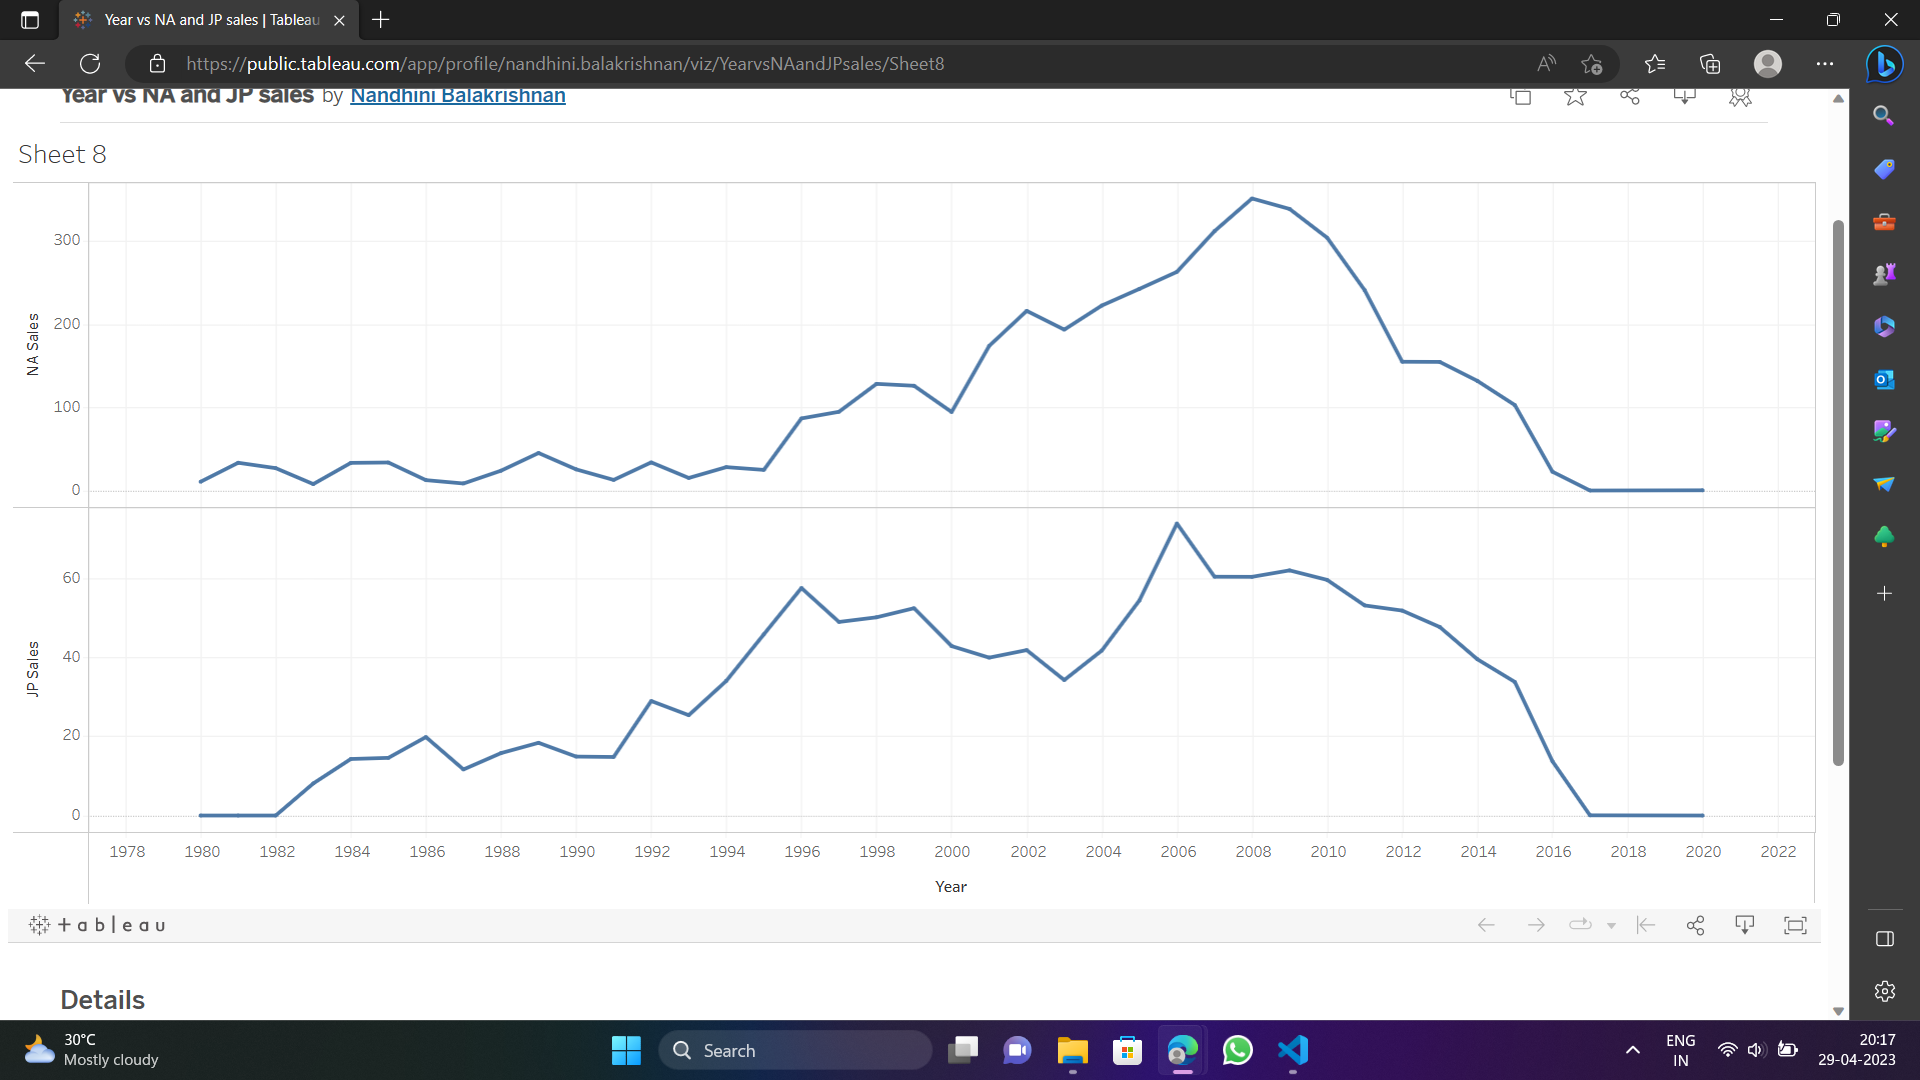 Year vs NA and JP sales | Tableau
https://public.tableau.com/app/profile/nandhini.balakrishnan/viz/YearvsNAandJPsales/Sheet8
Year vs NA and JP sales by Nandhini Balakrishnan
Sheet 8
300
200
100
0
NA Sales
60
40
20
0
JP Sales
1978 1980 1982 1984 1986 1988 1990 1992 1994 1996 1998 2000 2002 2004 2006 2008 2010 2012 2014 2016 2018 2020 2022
Year
+ableau
Details
30°C
Mostly cloudy
Search
ENG
IN
20:17
29-04-2023